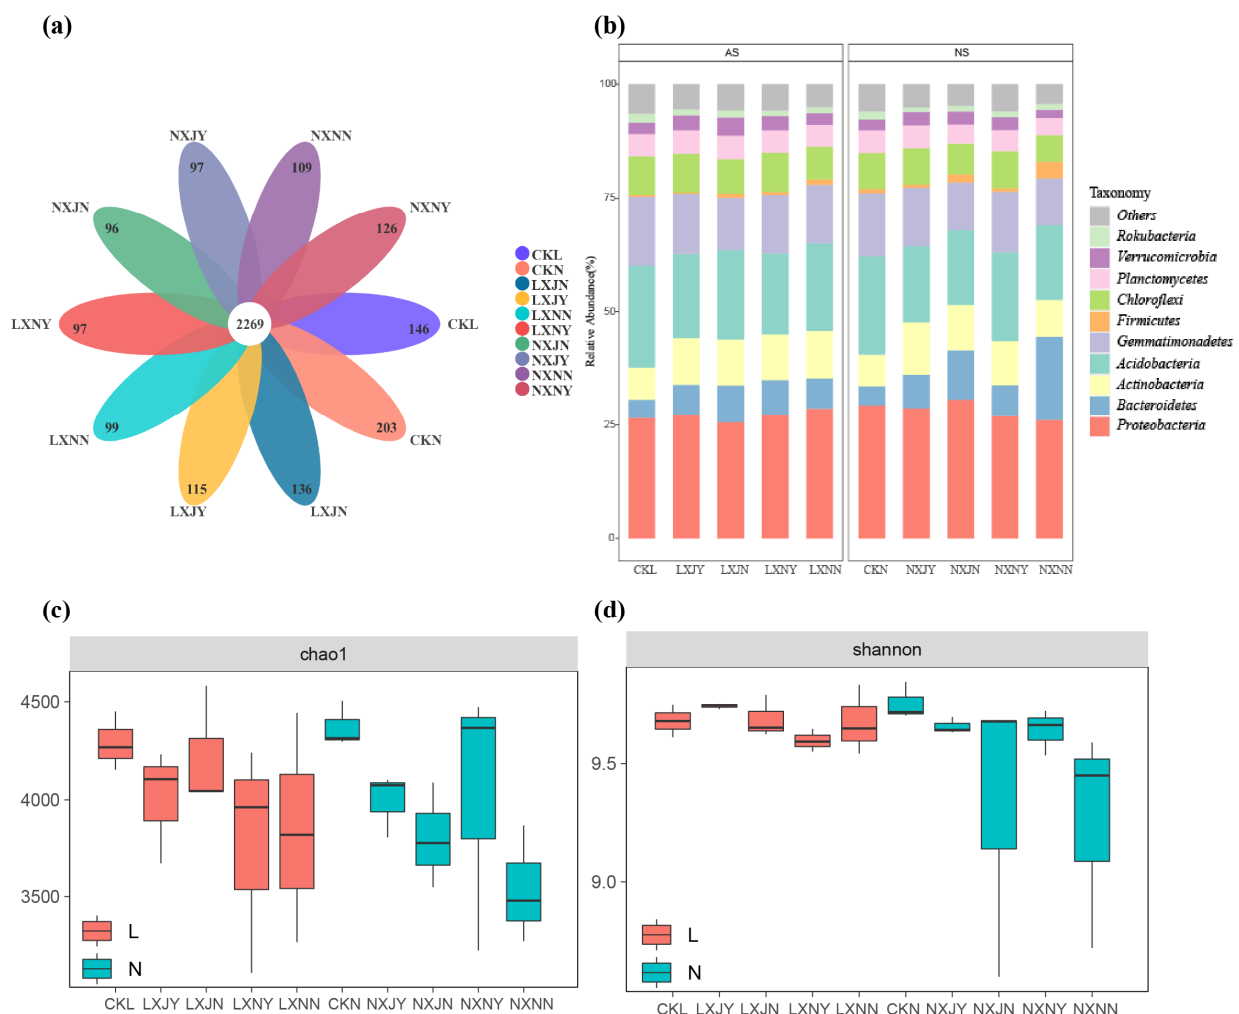 (a)
NXJY
97
NXNN
109
NXJN
96
NXNY
126
LXNY
97
2269
146
CKL
LXNN
99
203
CKN
115
LXJY
136
LXJN
CKL
CKN
LXJN
LXJY
LXNN
LXNY
NXJN
NXJY
NXNN
NXNY
(b)
AS
NS
Relative Abundance(%)
100
75
50
25
0
CKL LXJY LXJN LXNY LXNN CKN NXJY NXJN NXNY NXNN
Taxonomy
Others
Rokubacteria
Verrucomicrobia
Planctomycetes
Chloroflexi
Firmicutes
Gemmatimonadetes
Acidobacteria
Actinobacteria
Bacteroidetes
Proteobacteria
(c)
chao1
4500
4000
3500
L
N
CKL LXJY LXJN LXNY LXNN CKN NXJY NXJN NXNY NXNN
(d)
shannon
9.5
9.0
L
N
CKL LXJY LXJN LXNY LXNN CKN NXJY NXJN NXNY NXNN